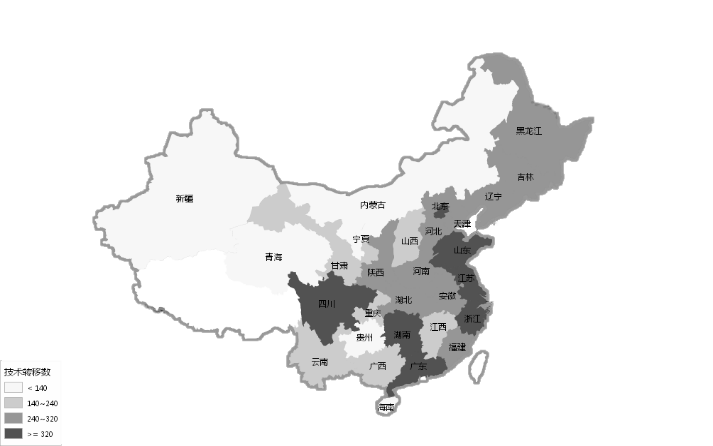 黑龙江
吉林
辽宁
新疆
内蒙古
北京
天津
河北
宁夏
山西
山东
青海
甘肃
陕西
河南
江苏
四川
安徽
湖北
重庆
浙江
江西
湖南
贵州
福建
云南
广西
广东
海南
技术转移数
< 140
140~240
240~320
>= 320